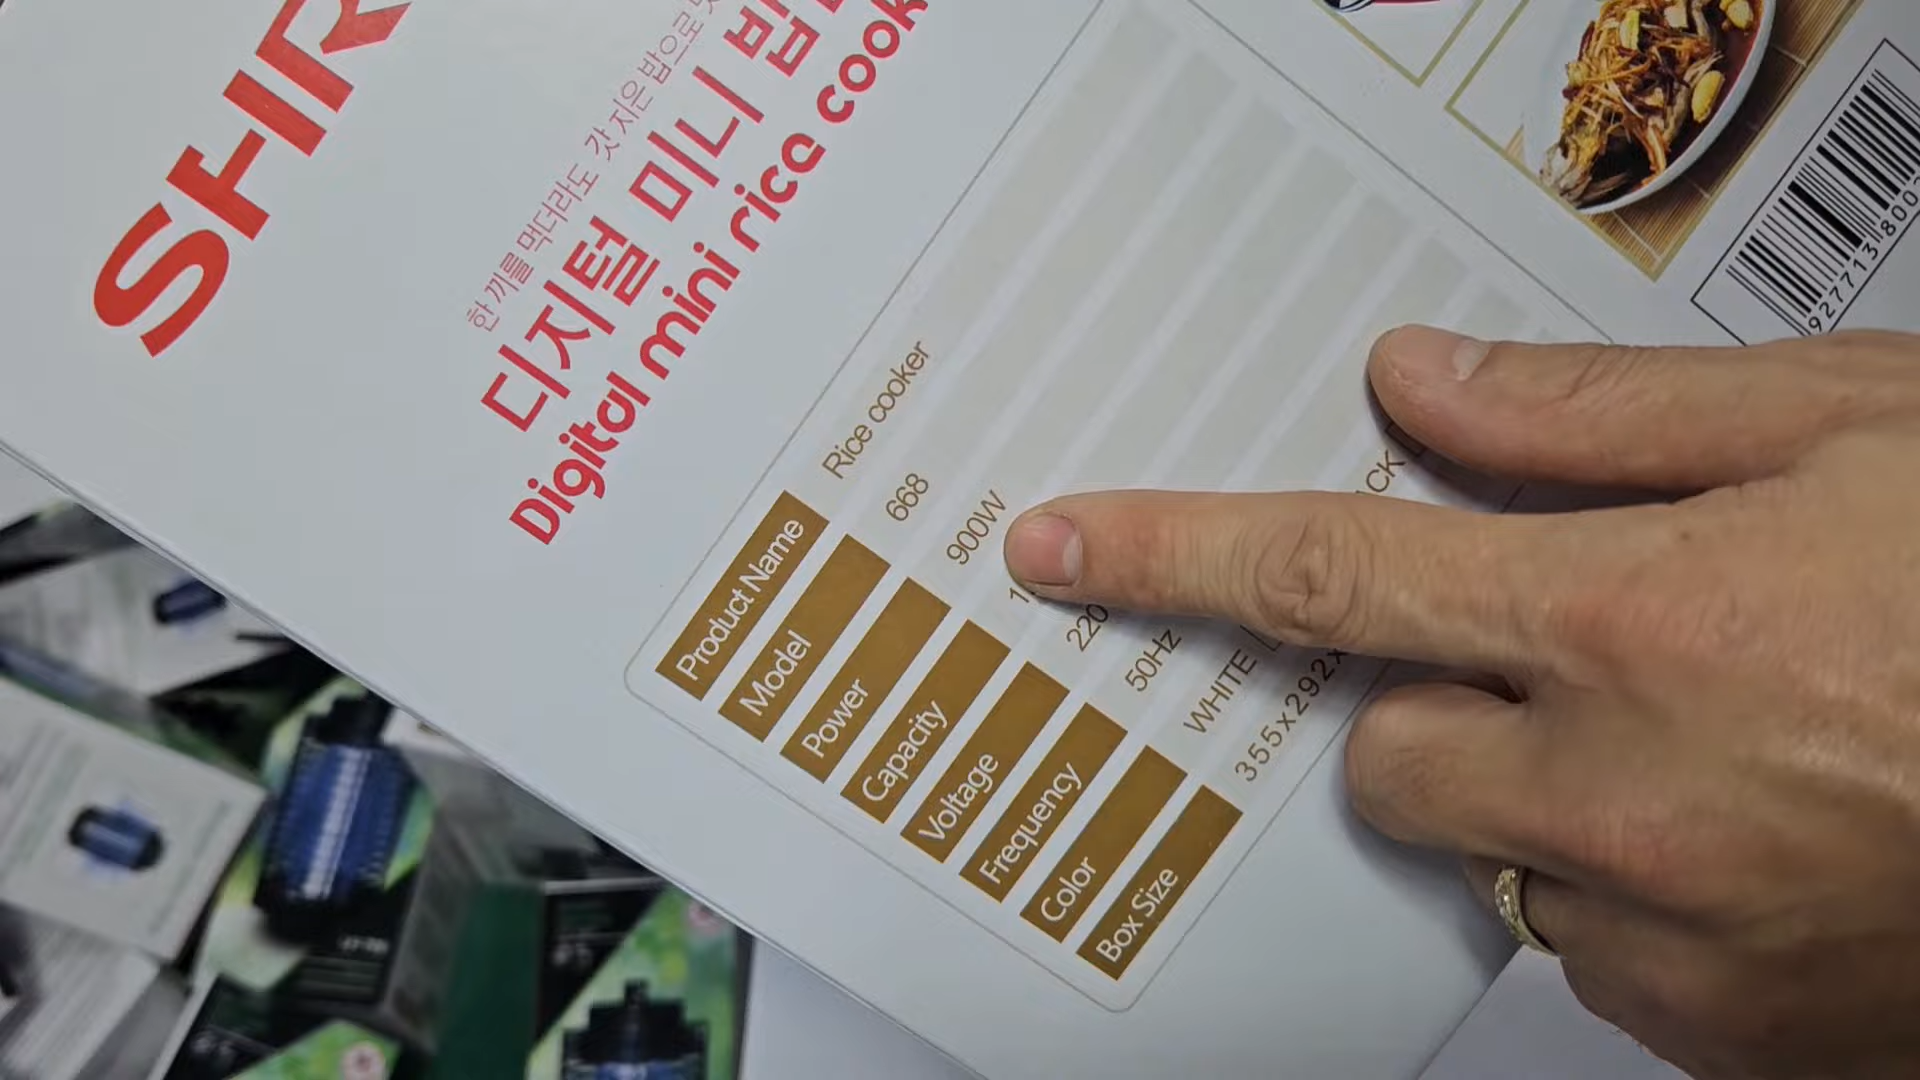 SHIR
한 끼를 먹더라도 갓 지은 밥으로
디지털 미니
Digital mini rice cook
Product Name Rice cooker
Model 668
Power 900W
Capacity
Voltage 220
Frequency 50Hz
Color WHITE
Box Size 355x292x
927713800